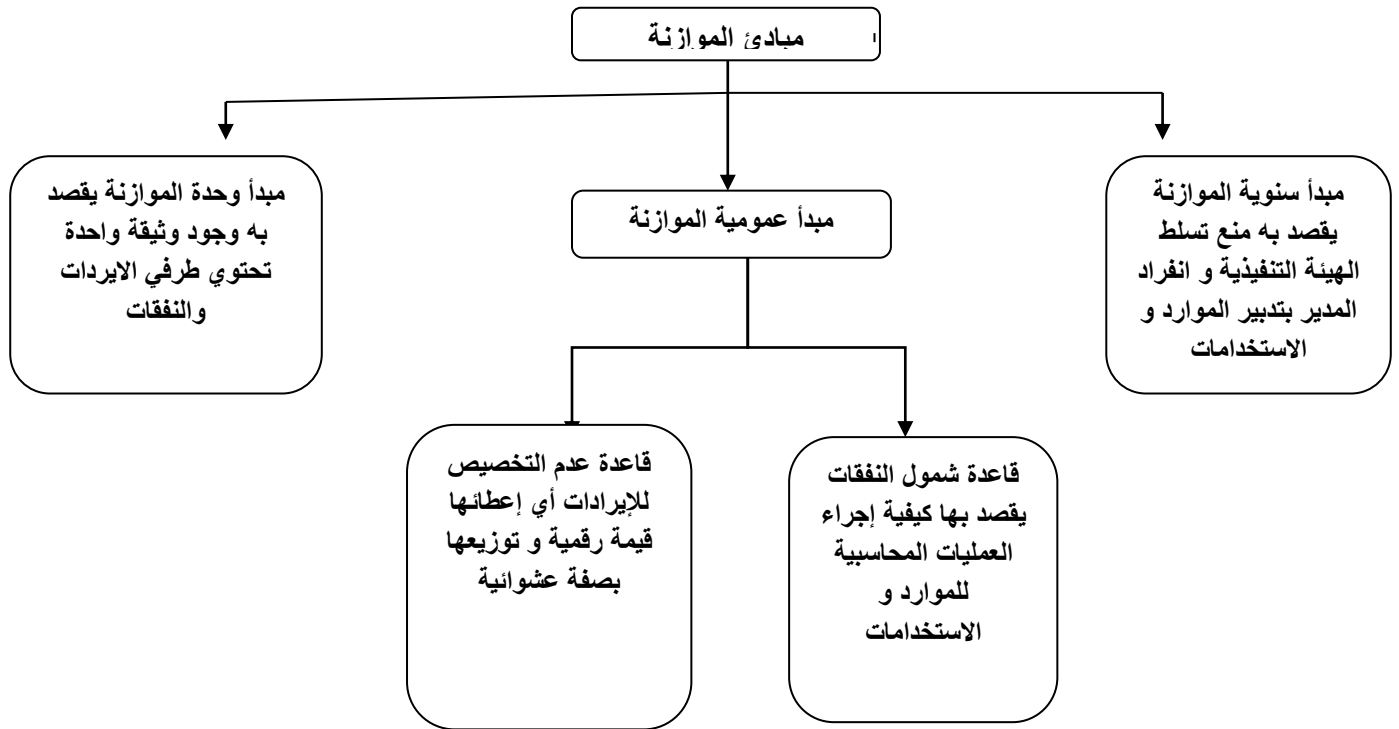 مبادئ الموازنة
مبدأ سنوية الموازنة
يقصد به منع تسلط
الهيئة التنفيذية و انفراد
المدير بتدبير الموارد و
الاستخدامات
مبدأ عمومية الموازنة
مبدأ وحدة الموازنة يقصد
به وجود وثيقة واحدة
تحتوي طرفي الايردات
والنفقات
قاعدة شمول النفقات
يقصد بها كيفية إجراء
العمليات المحاسبية
للموارد و
الاستخدامات
قاعدة عدم التخصيص
للإيرادات أي إعطائها
قيمة رقمية و توزيعها
بصفة عشوائية